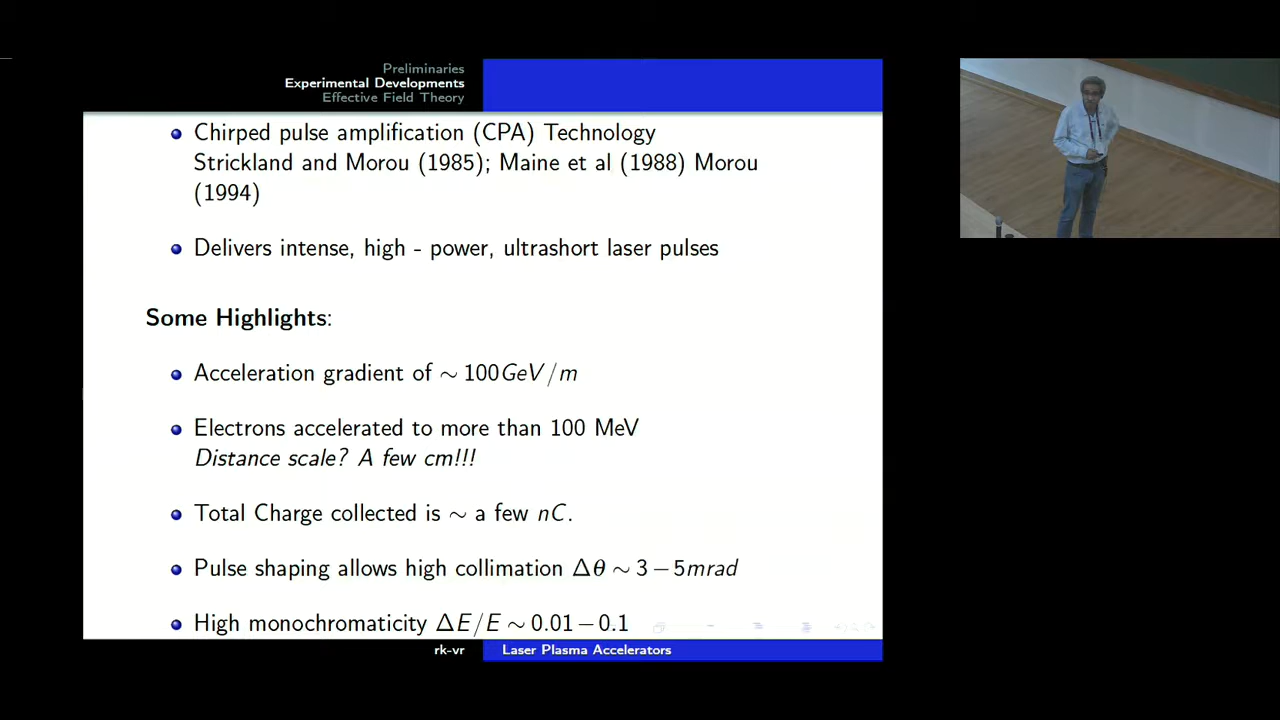 Preliminaries
Experimental Developments
Effective Field Theory
Chirped pulse amplification (CPA) Technology
Strickland and Morou (1985); Maine et al (1988) Morou
(1994)
Delivers intense, high - power, ultrashort laser pulses
Some Highlights:
Acceleration gradient of ∼ 100GeV/m
Electrons accelerated to more than 100 MeV
Distance scale? A few cm!!!
Total Charge collected is ∼ a few nC.
Pulse shaping allows high collimation Δθ ∼ 3 − 5mrad
High monochromaticity ΔE/E ∼ 0.01 − 0.1
rk-vr
Laser Plasma Accelerators